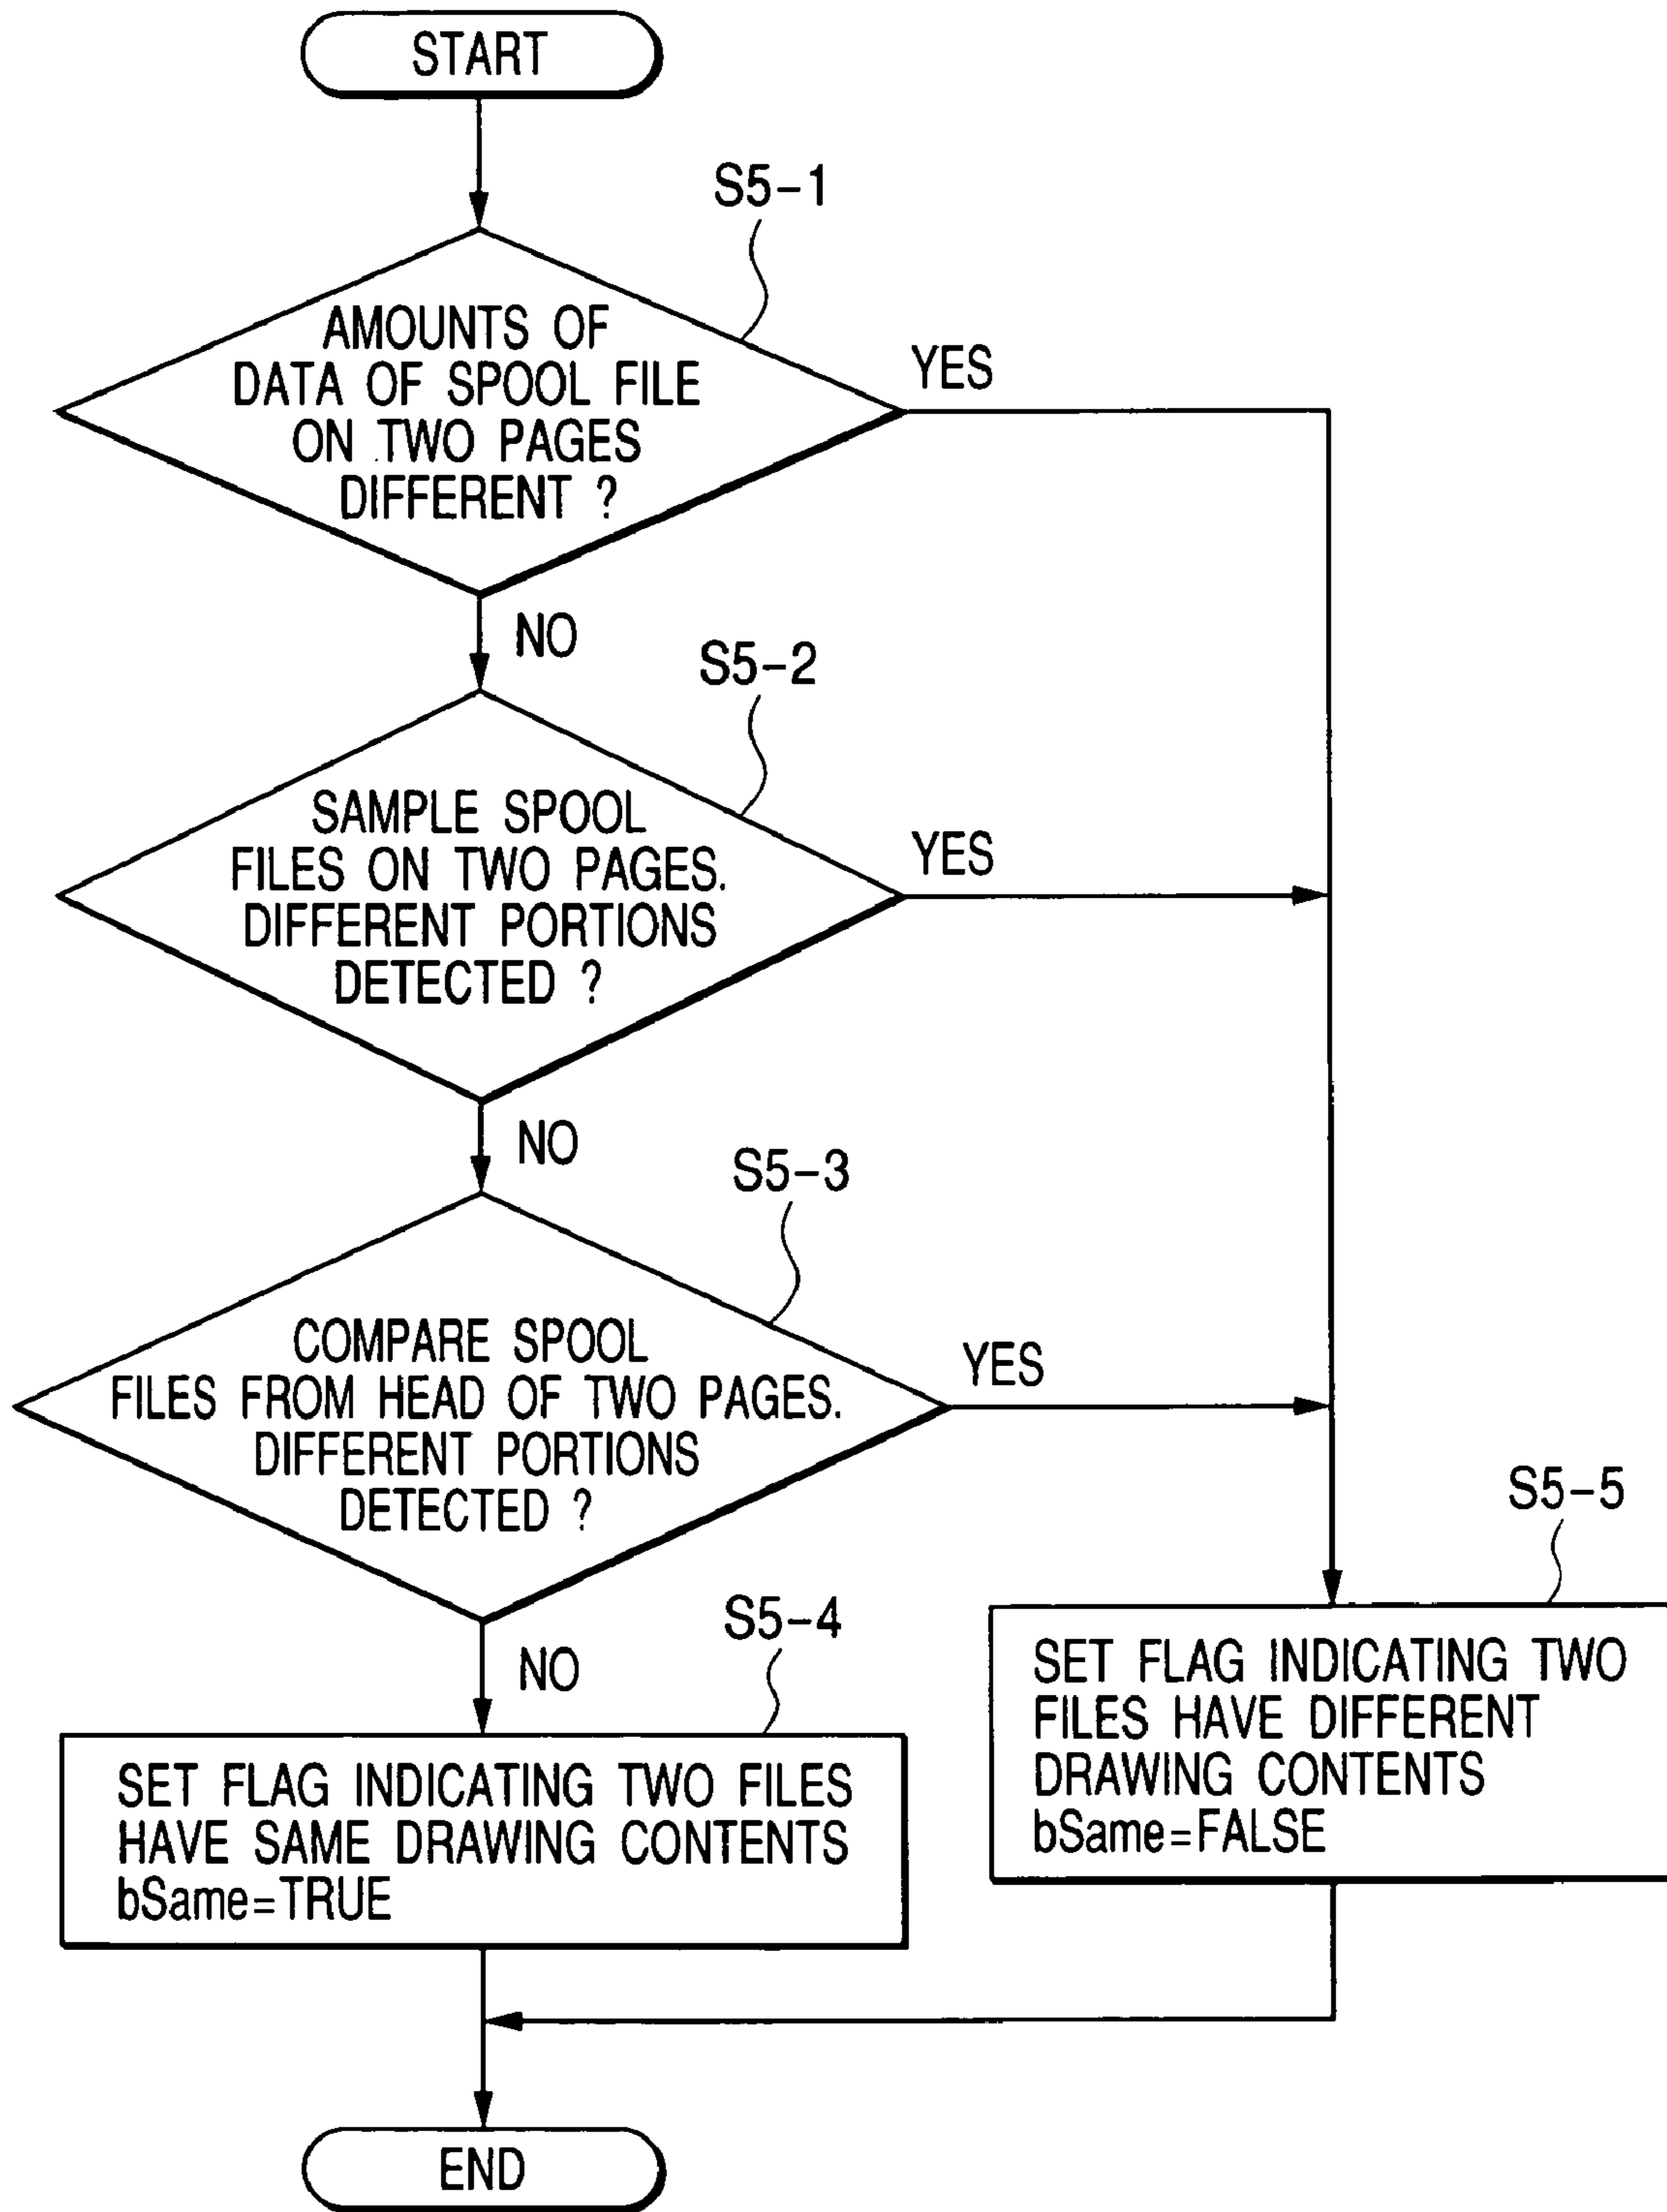 START
S5-1
AMOUNTS OF
DATA OF SPOOL FILE
ON TWO PAGES
DIFFERENT ?
YES
NO
S5-2
SAMPLE SPOOL
FILES ON TWO PAGES.
DIFFERENT PORTIONS
DETECTED ?
YES
NO
S5-3
COMPARE SPOOL
FILES FROM HEAD OF TWO PAGES.
DIFFERENT PORTIONS
DETECTED ?
YES
NO
S5-4
SET FLAG INDICATING TWO FILES
HAVE SAME DRAWING CONTENTS
bSame=TRUE
S5-5
SET FLAG INDICATING TWO
FILES HAVE DIFFERENT
DRAWING CONTENTS
bSame=FALSE
END